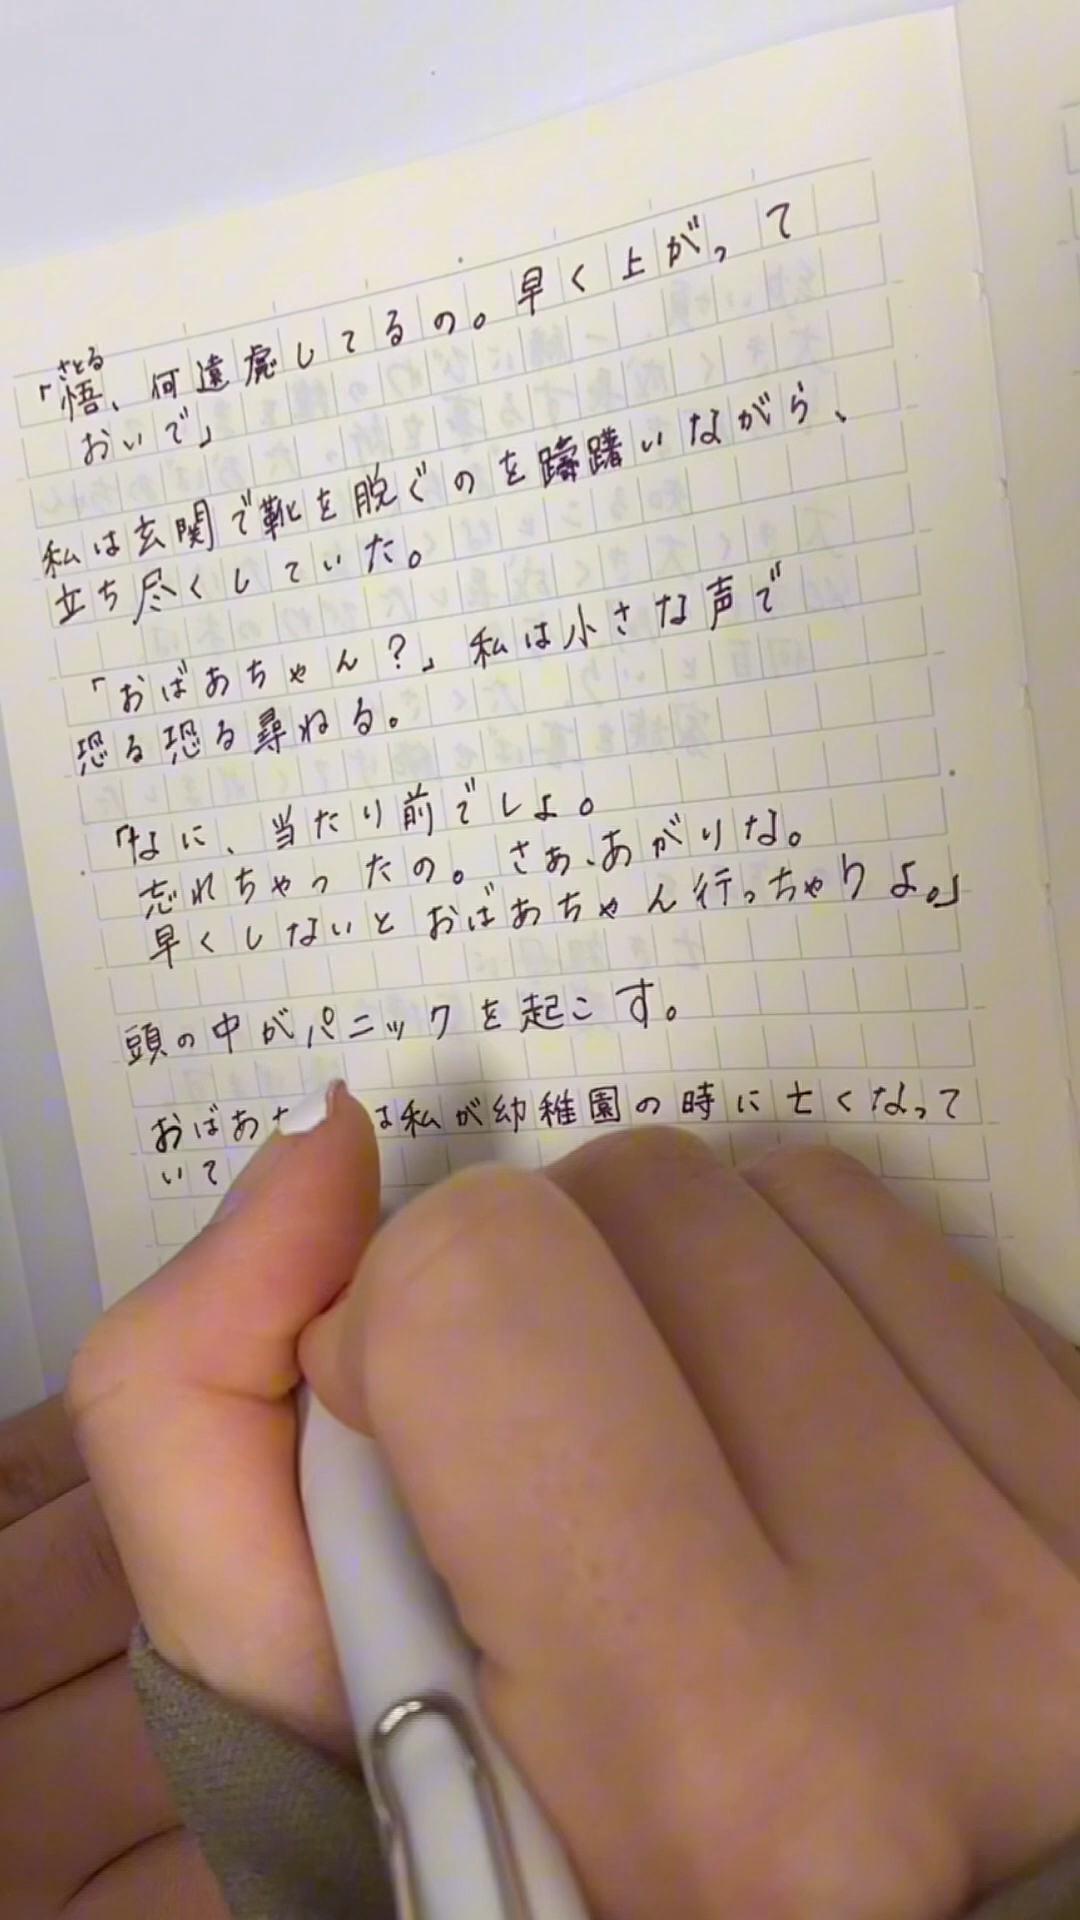 「悟、何遠慮してるの。早く上がって
さとる
おいで」
私は玄関で靴を脱ぐのを躊躇いながら、
立ち尽くしていた。
「おばあちゃん?」私は小さな声で
恐る恐る尋ねる。
「なに、当たり前でしょ。
忘れちゃったの。さぁ、あがりな。
早くしないとおばあちゃん行っちゃりよ。」
頭の中がパニックを起こす。
おばあ は私が幼稚園の時に亡くなって
いて